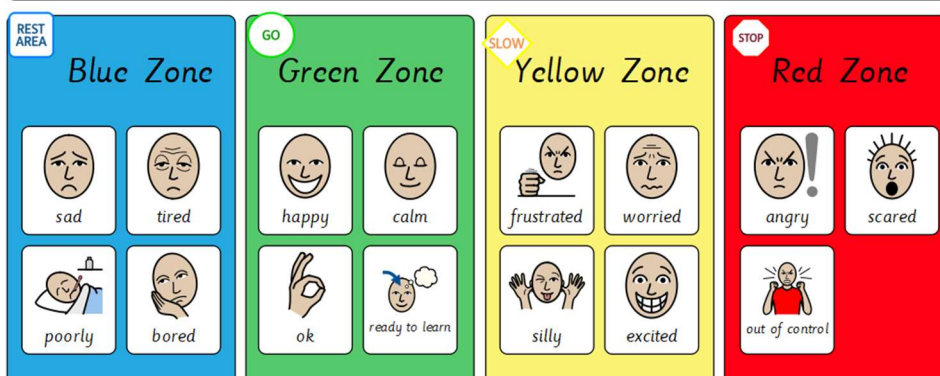 REST
AREA
Blue Zone
sad
tired
poorly
bored
GO
Green Zone
happy
calm
ok
ready to learn
SLOW
Yellow Zone
frustrated
worried
silly
excited
STOP
Red Zone
angry
scared
out of control